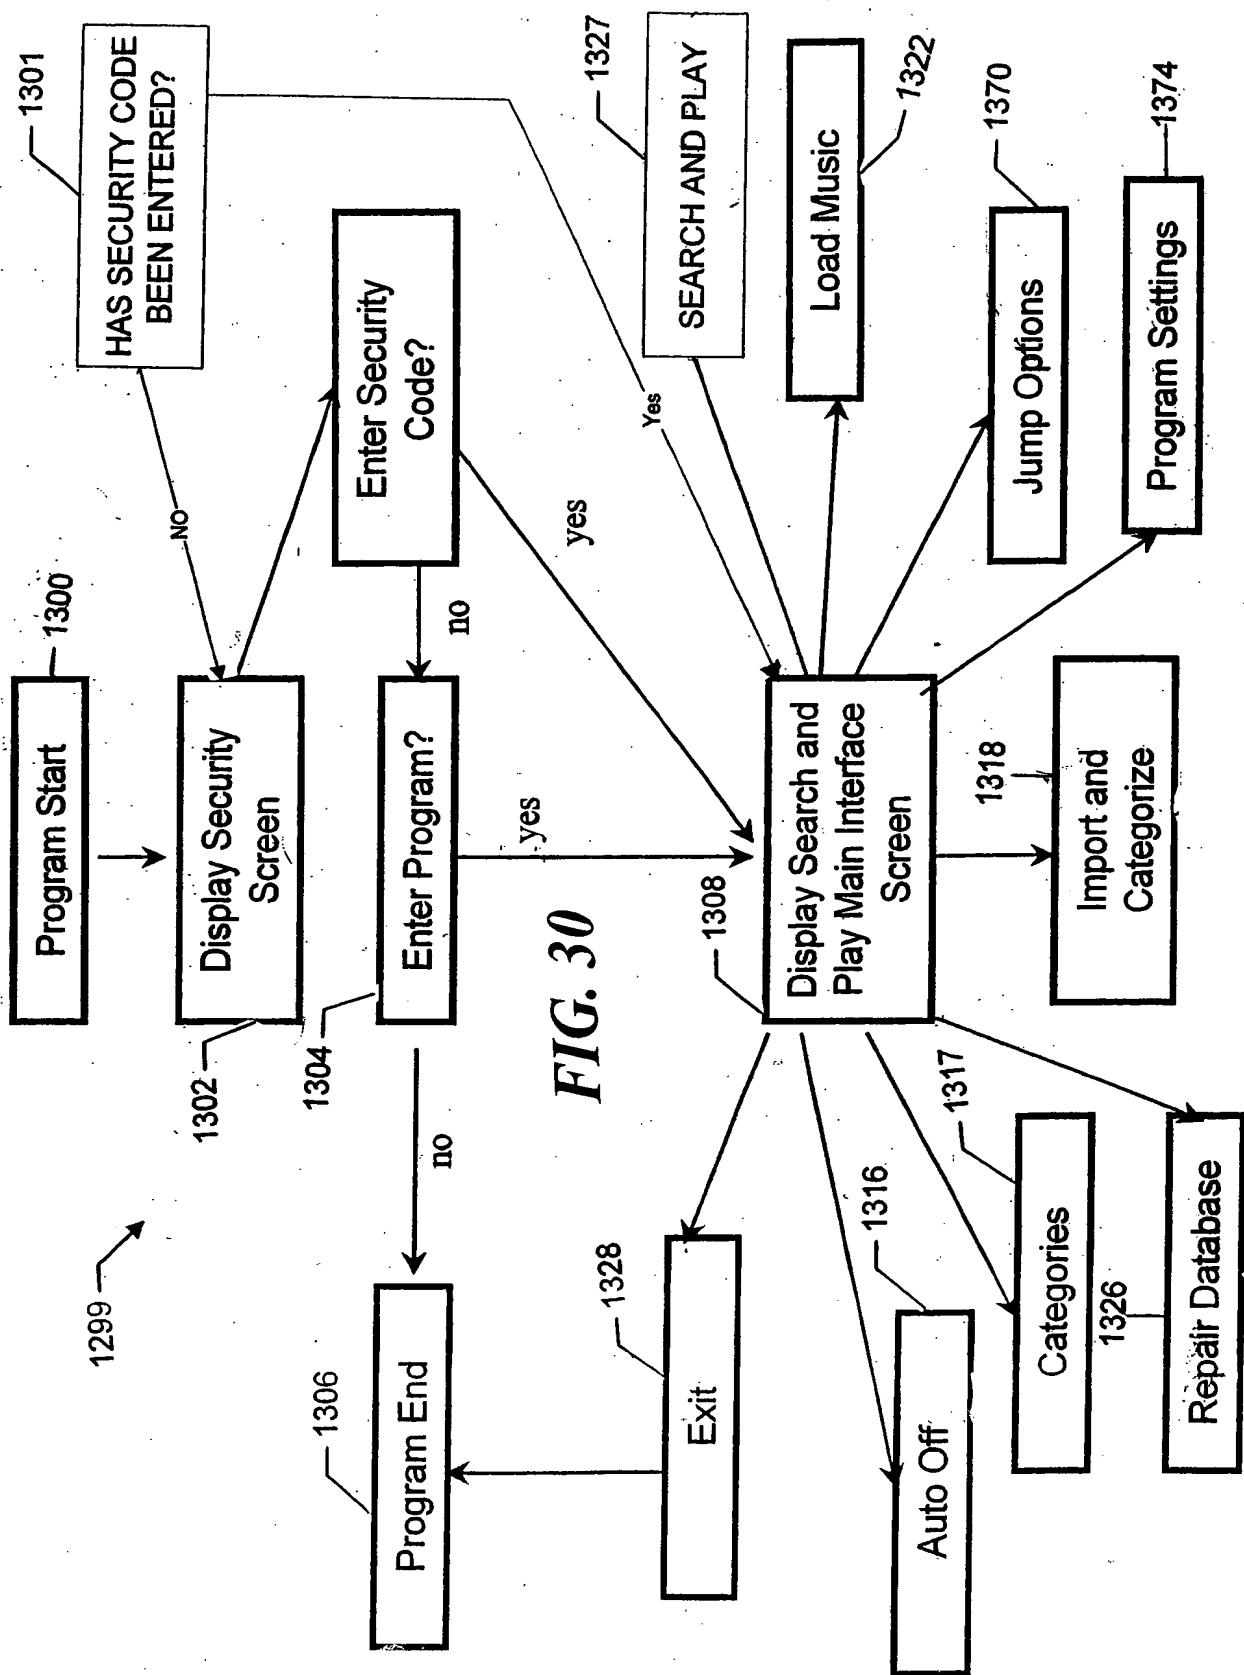 1299
Program Start
1300
1301
HAS SECURITY CODE
BEEN ENTERED?
NO
Display Security
Screen
1302
Enter Security
Code?
no
yes
Yes
Enter Program?
1304
no
yes
Program End
1306
FIG. 30
Exit
1328
Display Search and
Play Main Interface
Screen
1308
SEARCH AND PLAY
1327
Load Music
1322
Jump Options
1370
Program Settings
1374
Auto Off
1316
Categories
1317
Import and
Categorize
1318
Repair Database
1326